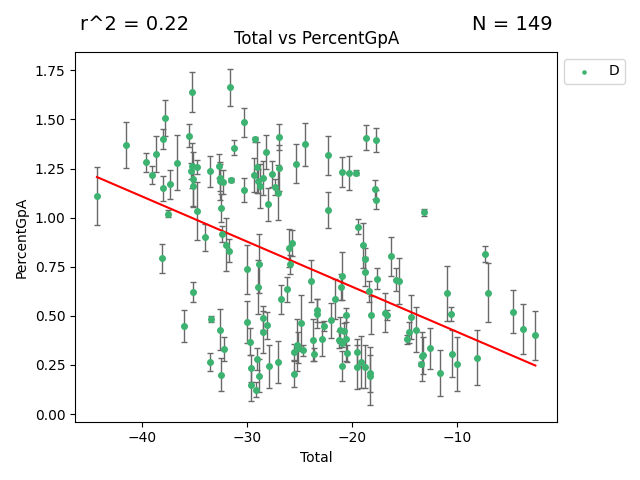 r^2 = 0.22
N = 149
Total vs PercentGpA
D
PercentGpA
1.75
1.50
1.25
1.00
0.75
0.50
0.25
0.00
−40
−30
−20
−10
Total